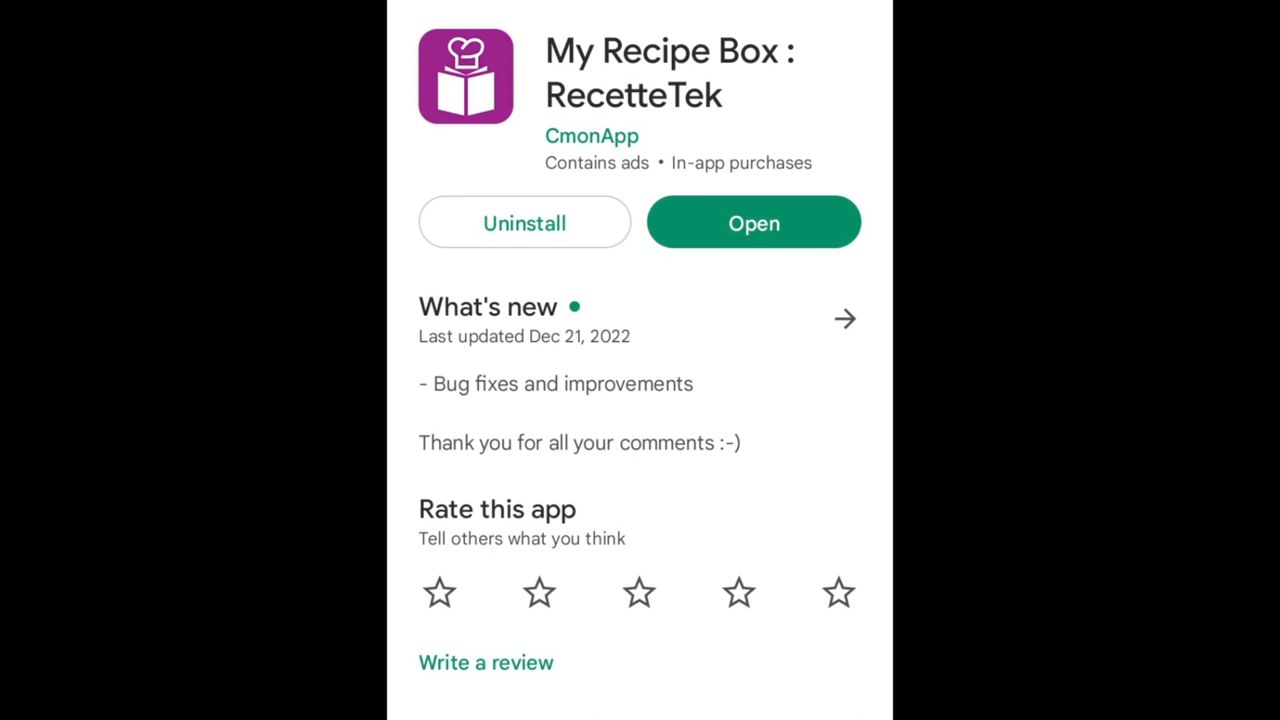 My Recipe Box :
RecetteTek
CmonApp
Contains ads • In-app purchases
Uninstall
Open
What's new
Last updated Dec 21, 2022
- Bug fixes and improvements
Thank you for all your comments :-)
Rate this app
Tell others what you think
Write a review